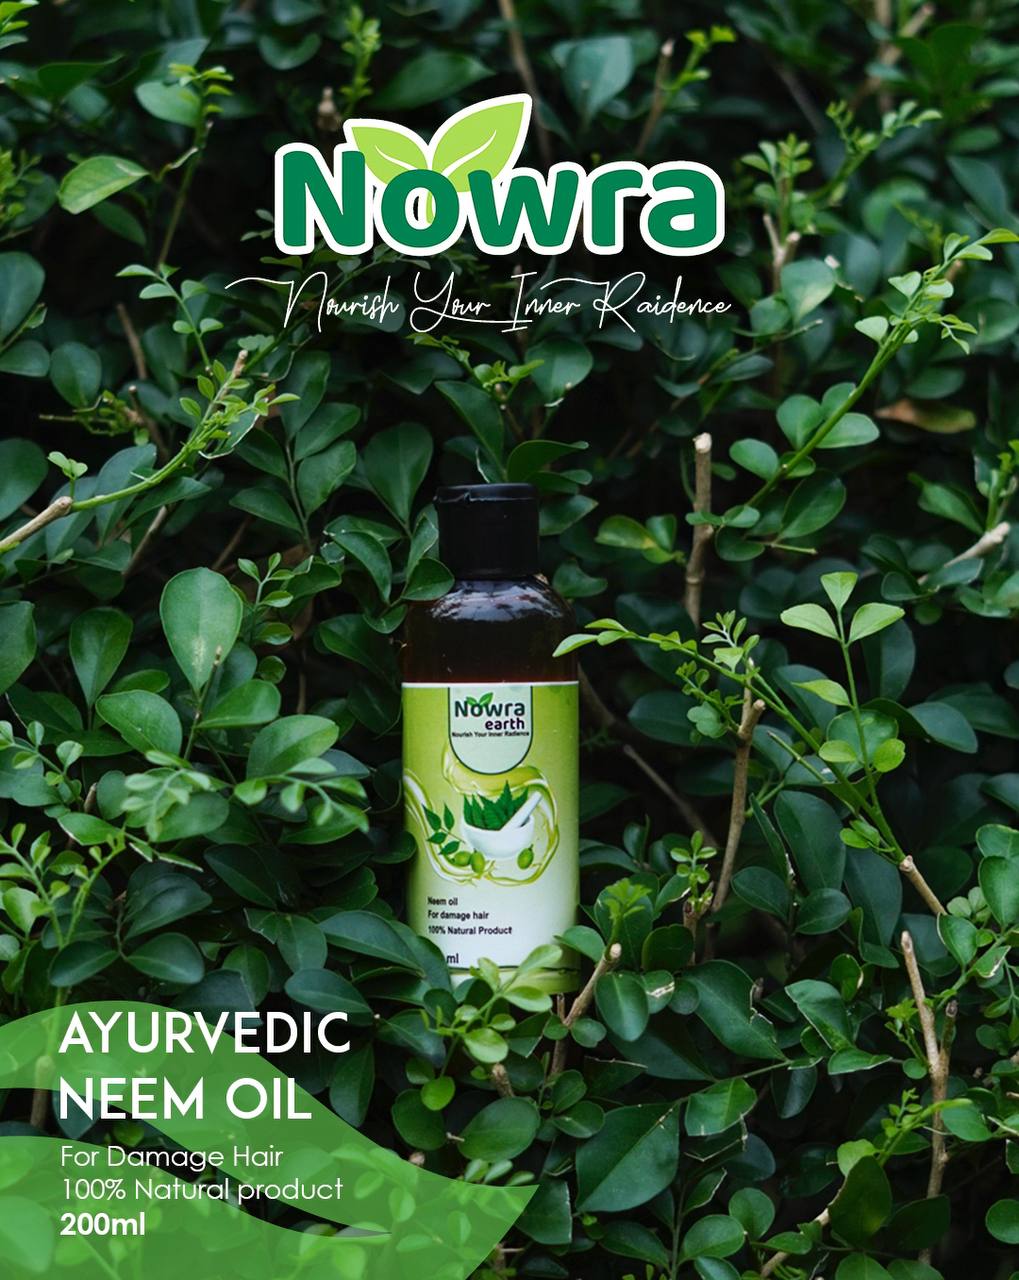 Nowra
Nourish Your Inner Raidence
Nowra
earth
Nourish Your Inner Radience
Neem oil
For damage hair
100% Natural Product
ml
AYURVEDIC
NEEM OIL
For Damage Hair
100% Natural product
200ml